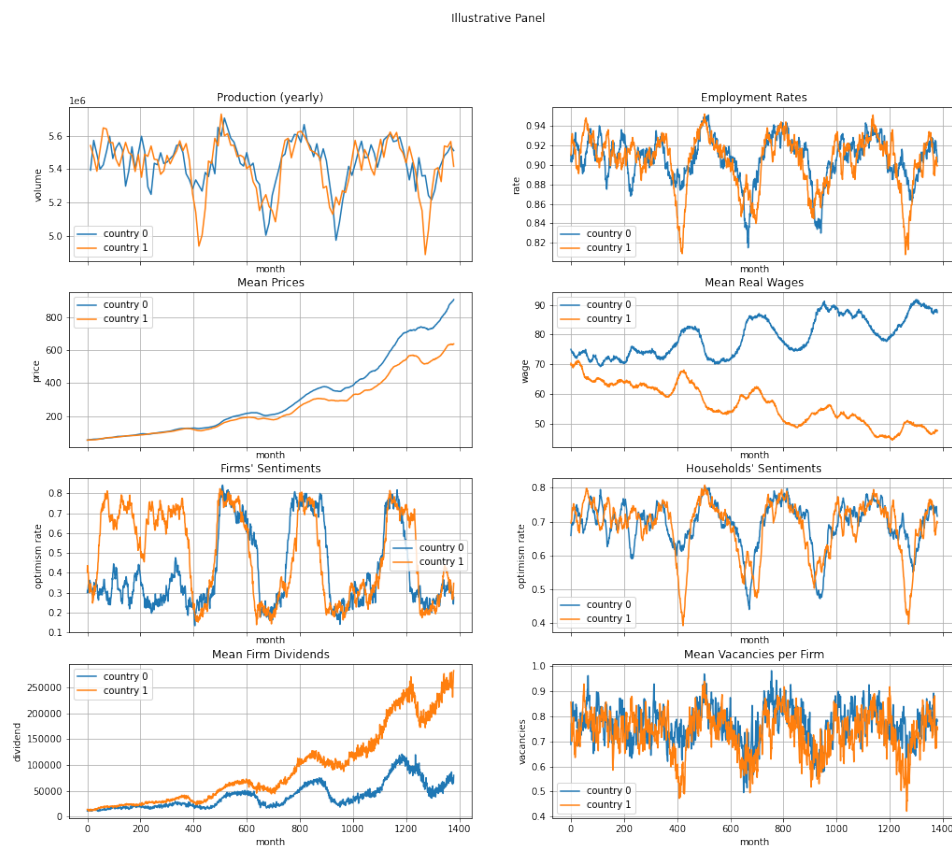 Illustrative Panel
Production (yearly)
1e6
5.6
5.4
5.2
5.0
volume
country 0
country 1
month
Employment Rates
0.94
0.92
0.90
0.88
0.86
0.84
0.82
rate
country 0
country 1
month
Mean Prices
800
600
400
200
price
country 0
country 1
month
Mean Real Wages
90
80
70
60
50
wage
country 0
country 1
month
Firms' Sentiments
0.8
0.7
0.6
0.5
0.4
0.3
0.2
0.1
optimism rate
country 0
country 1
month
Households' Sentiments
0.8
0.7
0.6
0.5
0.4
optimism rate
country 0
country 1
month
Mean Firm Dividends
250000
200000
150000
100000
50000
0
dividend
country 0
country 1
0 200 400 600 800 1000 1200 1400
month
Mean Vacancies per Firm
1.0
0.9
0.8
0.7
0.6
0.5
0.4
vacancies
country 0
country 1
0 200 400 600 800 1000 1200 1400
month